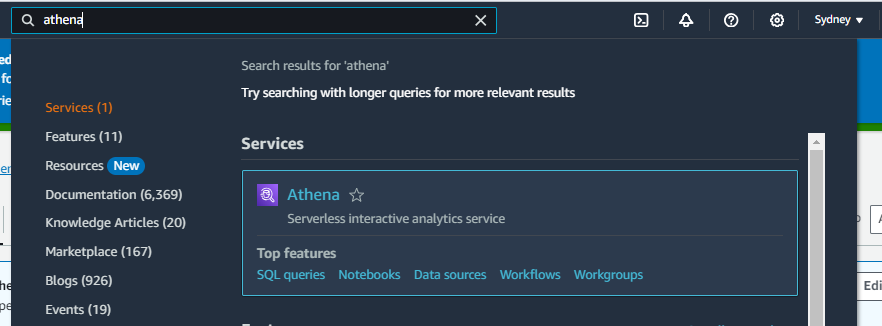 athena
Sydney
Search results for 'athena'
Try searching with longer queries for more relevant results
Services (1)
Features (11)
Resources New
Documentation (6,369)
Knowledge Articles (20)
Marketplace (167)
Blogs (926)
Events (19)
Services
Athena
Serverless interactive analytics service
Top features
SQL queries Notebooks Data sources Workflows Workgroups
Edi